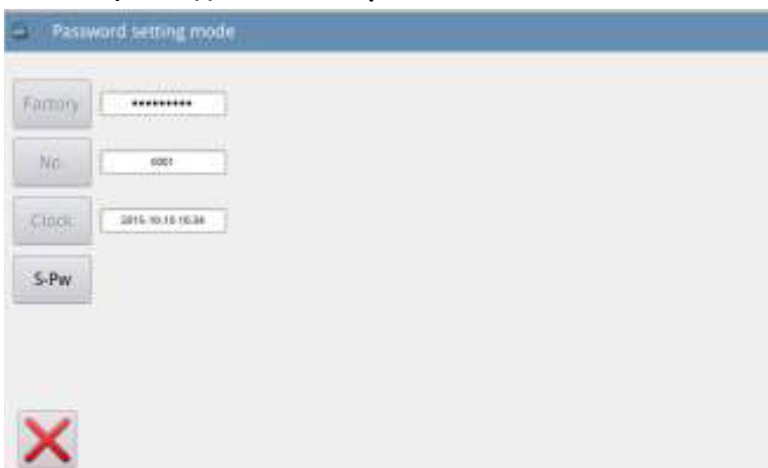 Password setting mode
Factory
*********
No.
0001
Clock
S-Pw